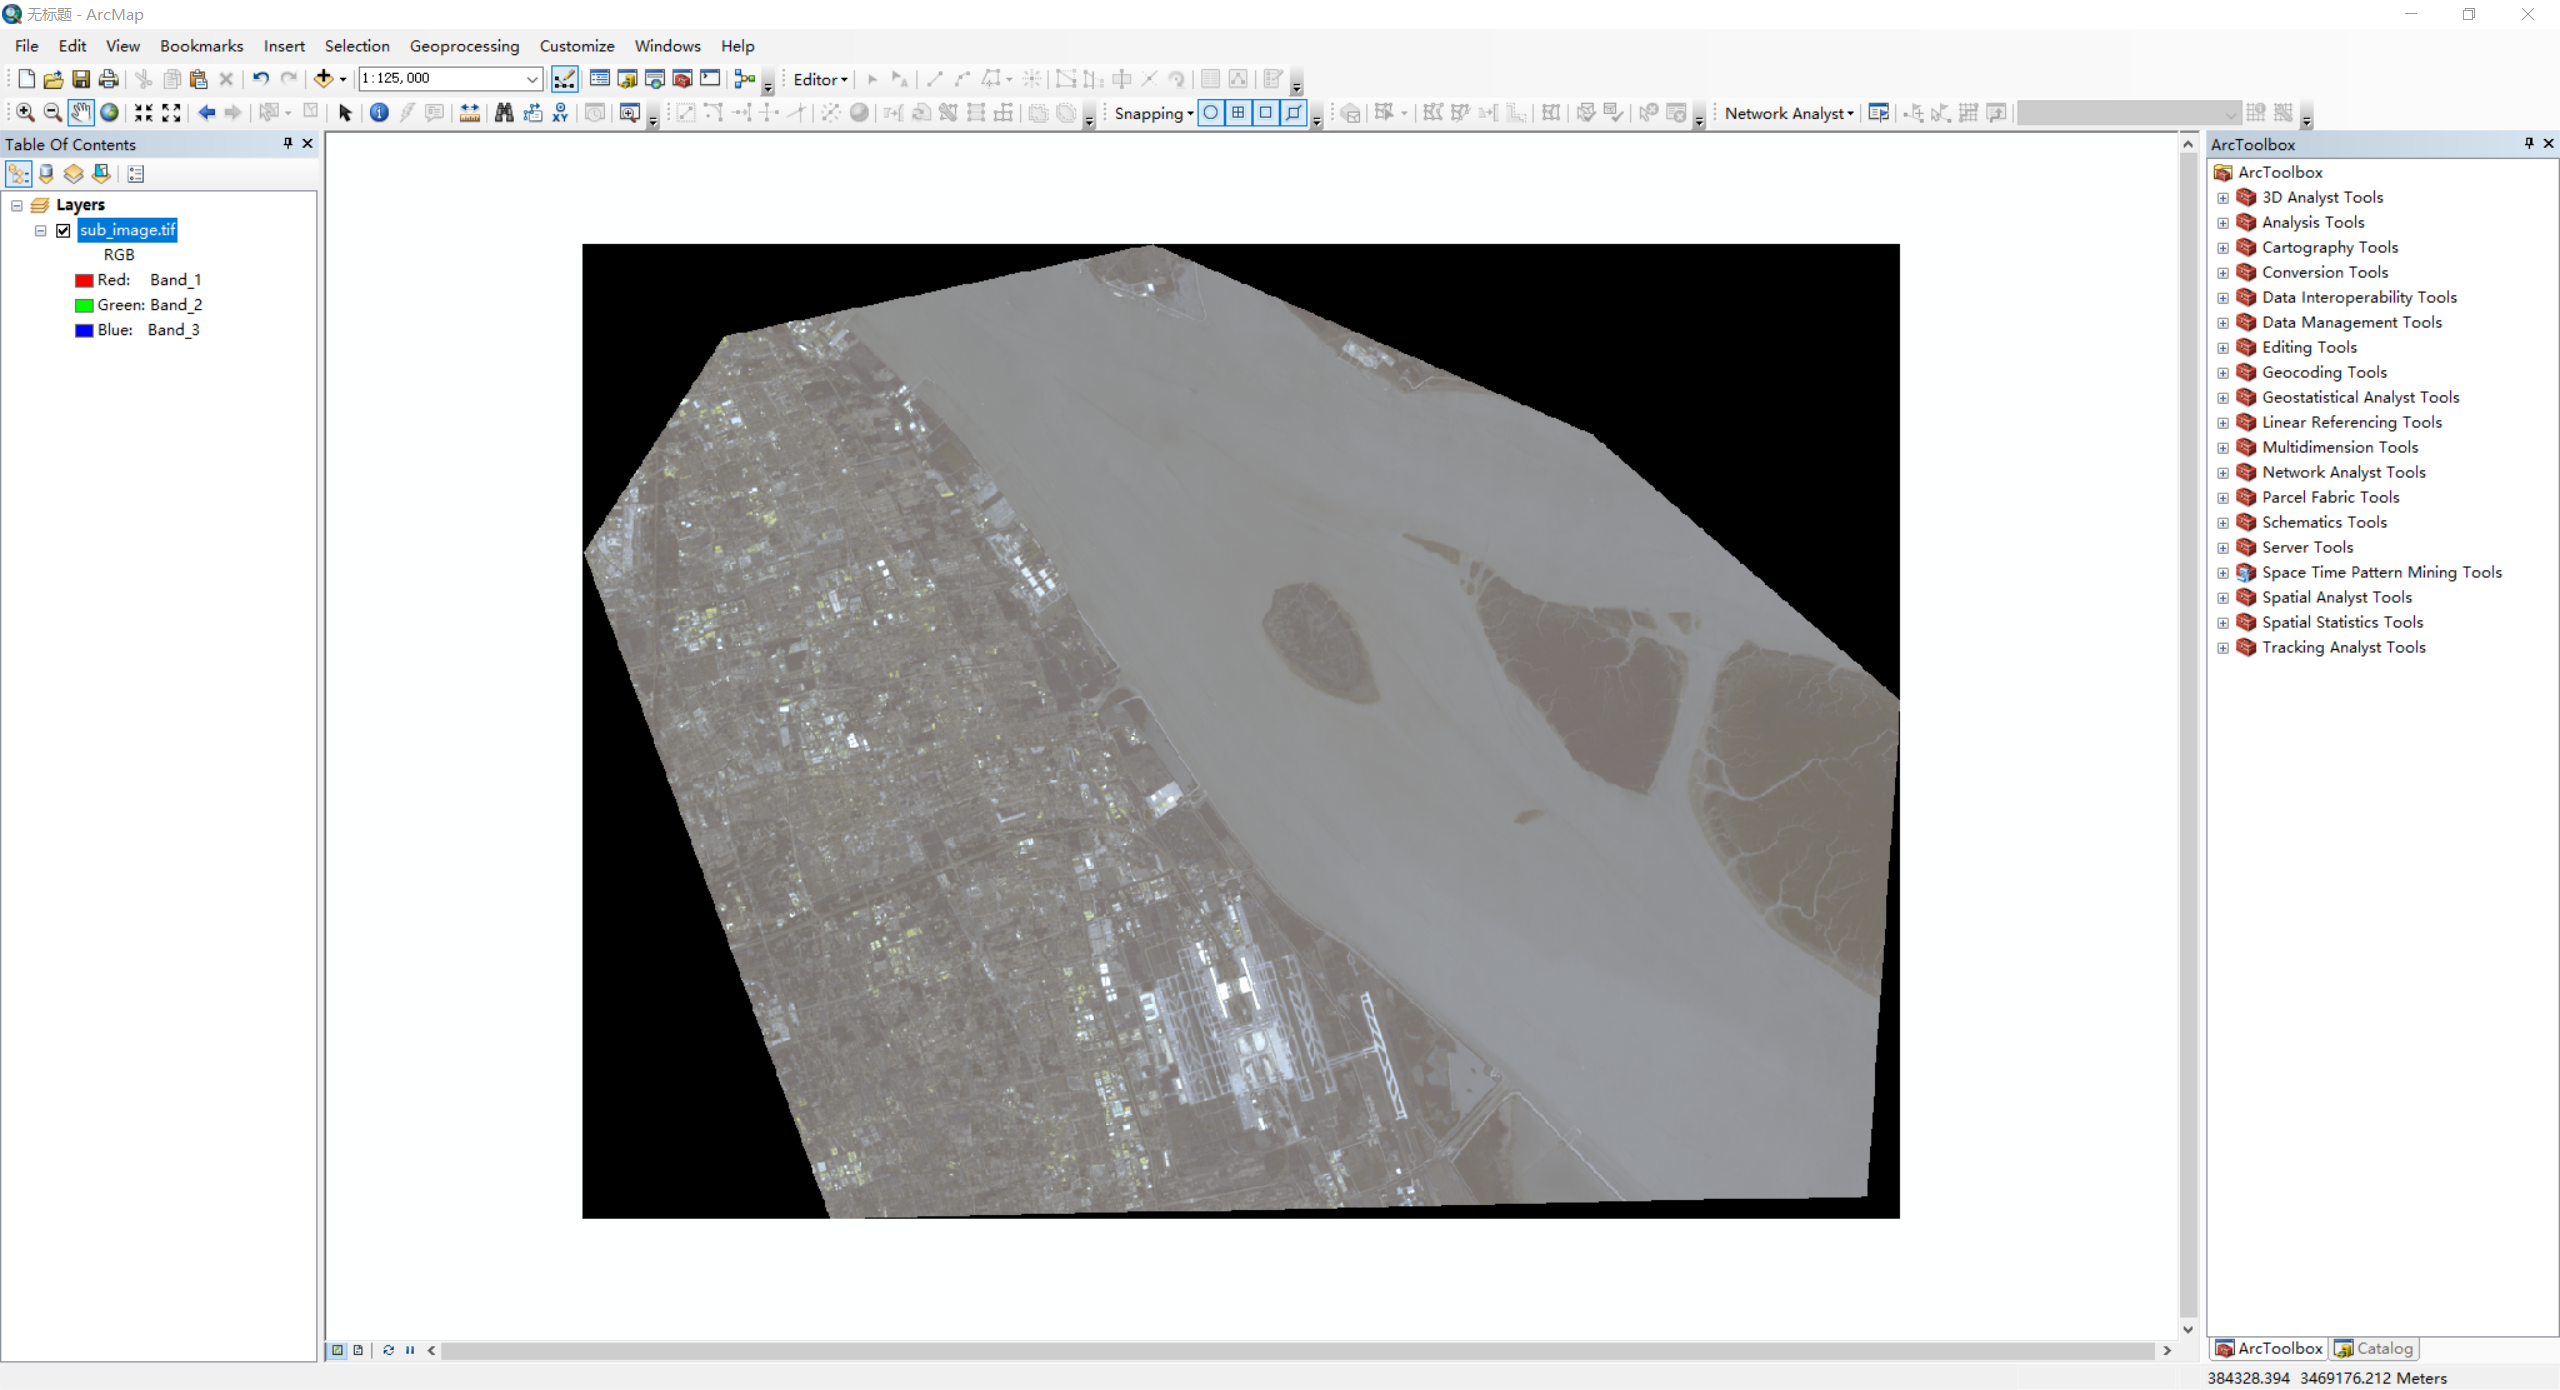 无标题 - ArcMap
File Edit View Bookmarks Insert Selection Geoprocessing Customize Windows Help
1:125,000 Editor
Snapping Network Analyst
Table Of Contents
Layers
sub_image.tif
RGB
Red: Band_1
Green: Band_2
Blue: Band_3
ArcToolbox
ArcToolbox
3D Analyst Tools
Analysis Tools
Cartography Tools
Conversion Tools
Data Interoperability Tools
Data Management Tools
Editing Tools
Geocoding Tools
Geostatistical Analyst Tools
Linear Referencing Tools
Multidimension Tools
Network Analyst Tools
Parcel Fabric Tools
Schematics Tools
Server Tools
Space Time Pattern Mining Tools
Spatial Analyst Tools
Spatial Statistics Tools
Tracking Analyst Tools
ArcToolbox Catalog
384328.394 3469176.212 Meters